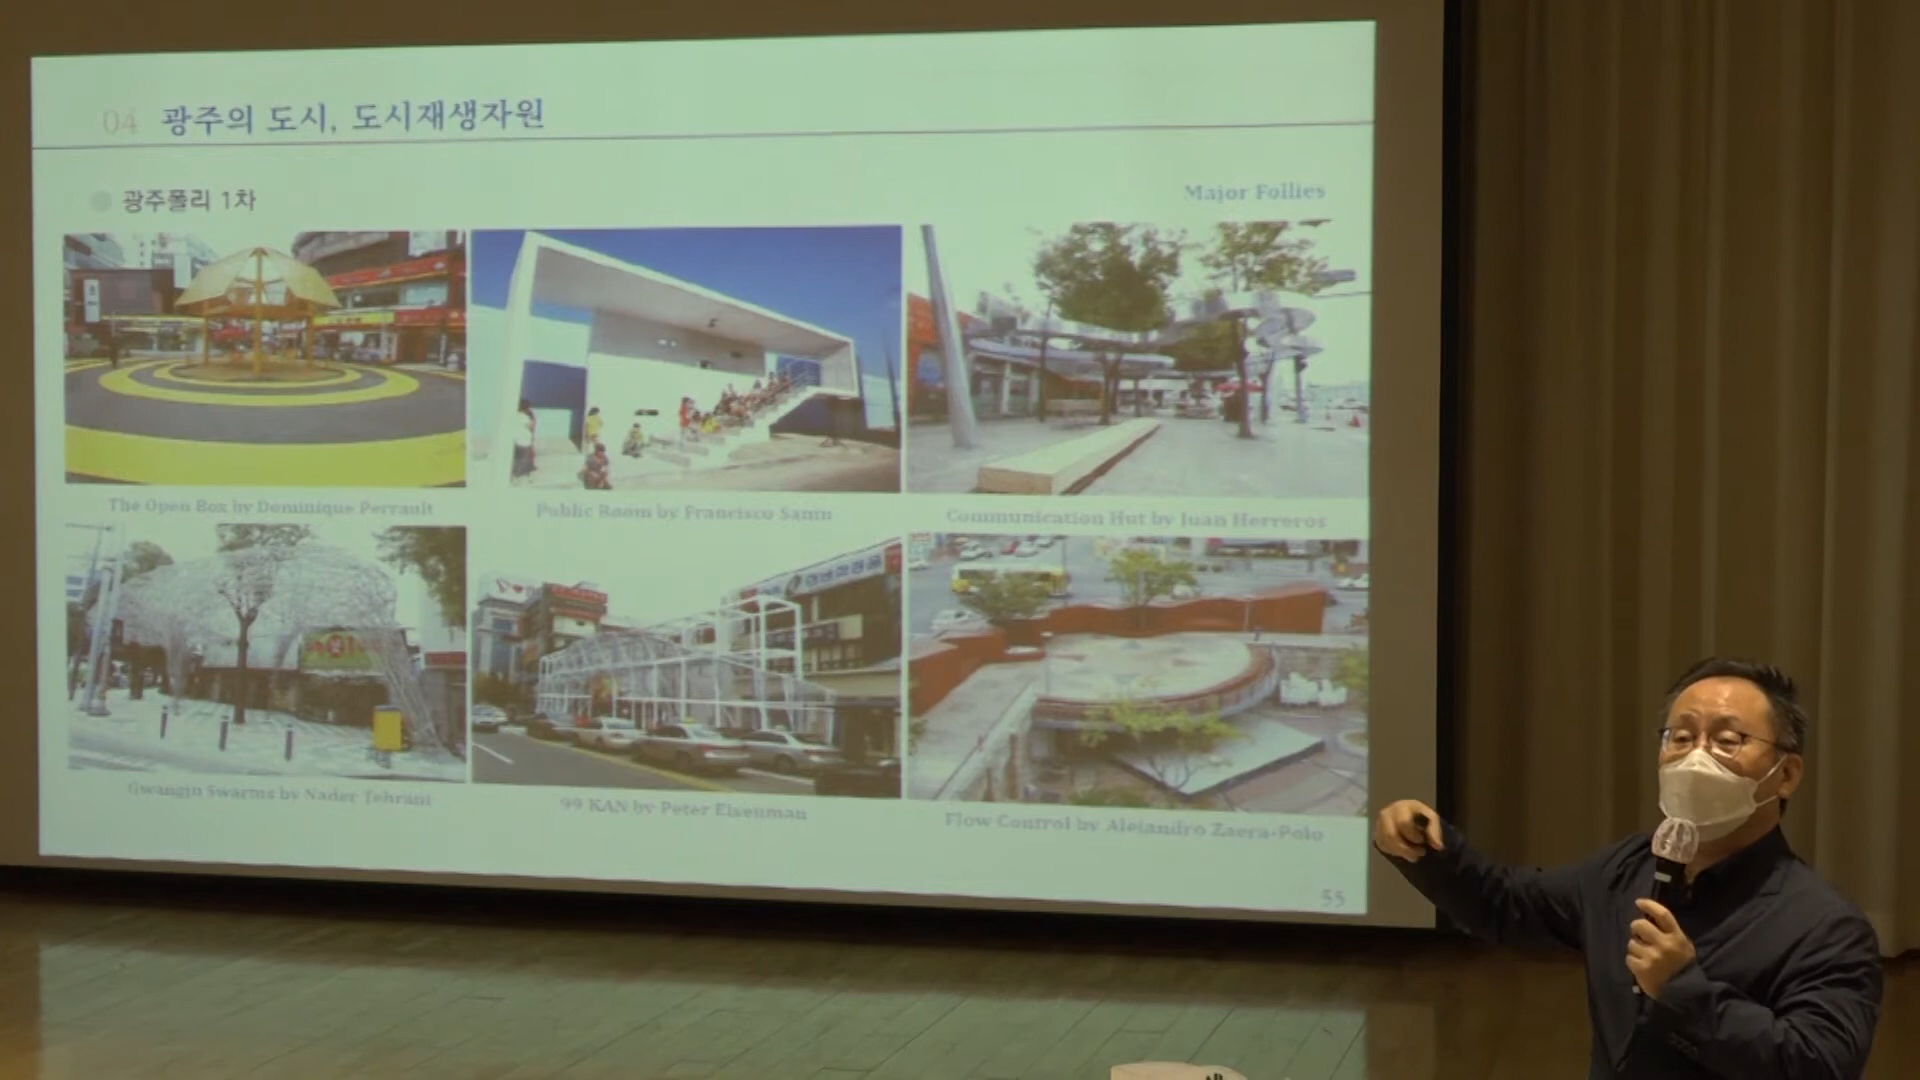 04 광주의 도시, 도시재생자원
광주폴리 1차
Major Follies
The Open Box by Dominique Perrault
Public Room by Francisco Sanin
Communication Hut by Juan Herreros
Gwangju Swarms by Nader Tehrani
99 KAN by Peter Eisenman
Flow Control by Alejandro Zaera-Polo
55